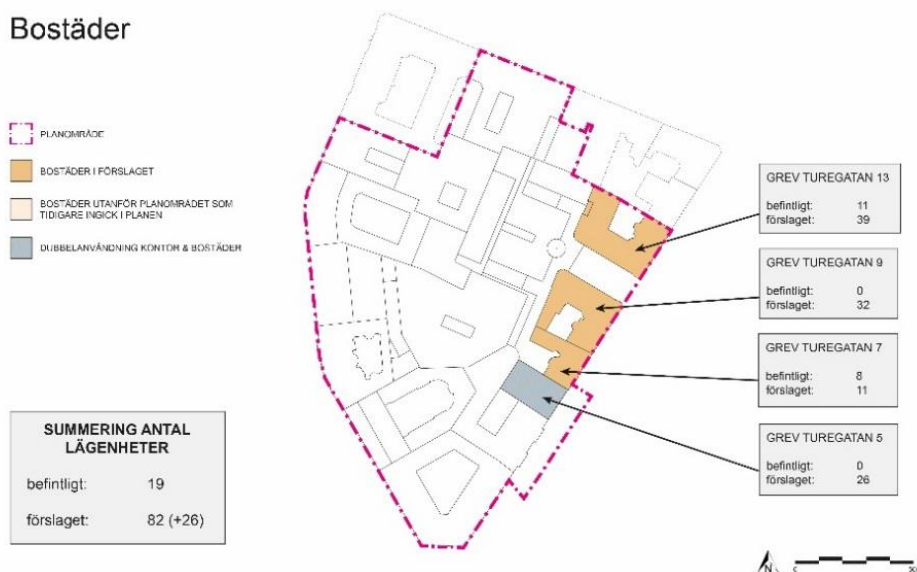 Bostäder
PLANOMRÅDE
BOSTÄDER I FÖRSLAGET
BOSTÄDER UTANFÖR PLANOMRÅDET SOM
TIDIGARE INGICK I PLANEN
DUBBELANVÄNDNING KONTOR & BOSTÄDER
GREV TUREGATAN 13
befintligt: 11
förslaget: 39
GREV TUREGATAN 9
befintligt: 0
förslaget: 32
GREV TUREGATAN 7
befintligt: 8
förslaget: 11
GREV TUREGATAN 5
befintligt: 0
förslaget: 26
SUMMERING ANTAL
LÄGENHETER
befintligt: 19
förslaget: 82 (+26)
N